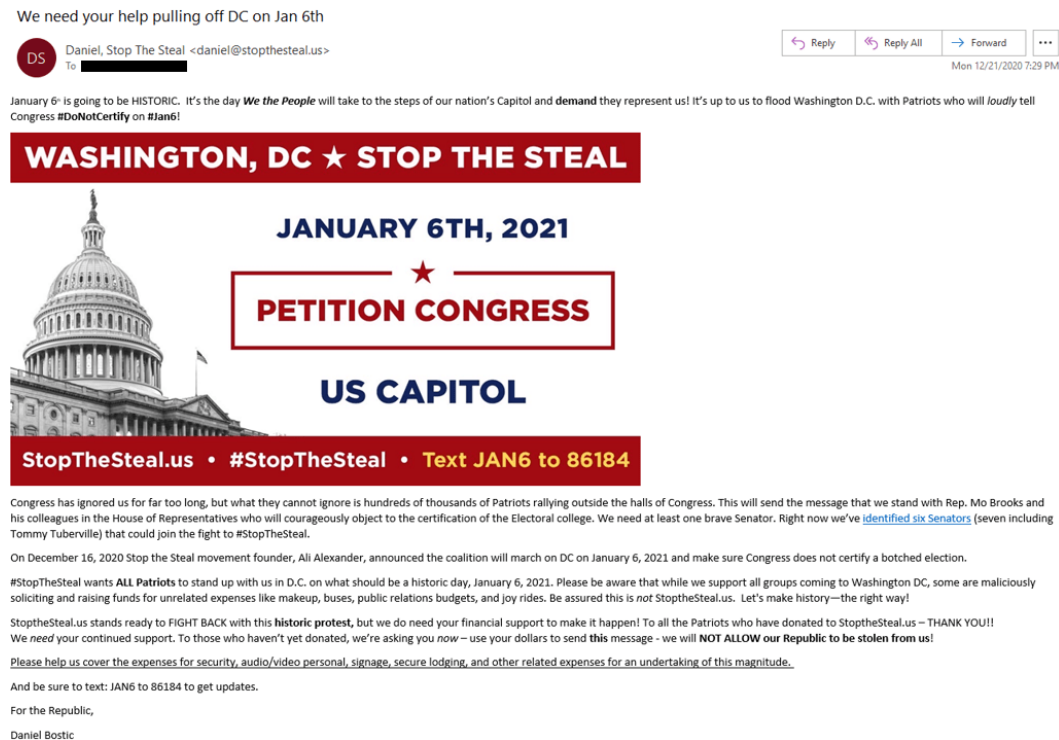 We need your help pulling off DC on Jan 6th
DS
Daniel, Stop The Steal <daniel@stopthesteal.us>
To
Reply
Reply All
Forward
Mon 12/21/2020 7:29 PM
January 6th is going to be HISTORIC. It's the day We the People will take to the steps of our nation's Capitol and demand they represent us! It's up to us to flood Washington D.C. with Patriots who will loudly tell
Congress #DoNotCertify on #Jan6!
WASHINGTON, DC ★ STOP THE STEAL
JANUARY 6TH, 2021
PETITION CONGRESS
US CAPITOL
StopTheSteal.us • #StopTheSteal • Text JAN6 to 86184
Congress has ignored us for far too long, but what they cannot ignore is hundreds of thousands of Patriots rallying outside the halls of Congress. This will send the message that we stand with Rep. Mo Brooks and
his colleagues in the House of Representatives who will courageously object to the certification of the Electoral college. We need at least one brave Senator. Right now we've identified six Senators (seven including
Tommy Tuberville) that could join the fight to #StopTheSteal.
On December 16, 2020 Stop the Steal movement founder, Ali Alexander, announced the coalition will march on DC on January 6, 2021 and make sure Congress does not certify a botched election.
#StopTheSteal wants ALL Patriots to stand up with us in D.C. on what should be a historic day, January 6, 2021. Please be aware that while we support all groups coming to Washington DC, some are maliciously
soliciting and raising funds for unrelated expenses like makeup, buses, public relations budgets, and joy rides. Be assured this is not StoptheSteal.us. Let's make history—the right way!
StoptheSteal.us stands ready to FIGHT BACK with this historic protest, but we do need your financial support to make it happen! To all the Patriots who have donated to StoptheSteal.us – THANK YOU!!
We need your continued support. To those who haven't yet donated, we're asking you now – use your dollars to send this message - we will NOT ALLOW our Republic to be stolen from us!
Please help us cover the expenses for security, audio/video personal, signage, secure lodging, and other related expenses for an undertaking of this magnitude.
And be sure to text: JAN6 to 86184 to get updates.
For the Republic,
Daniel Bostic